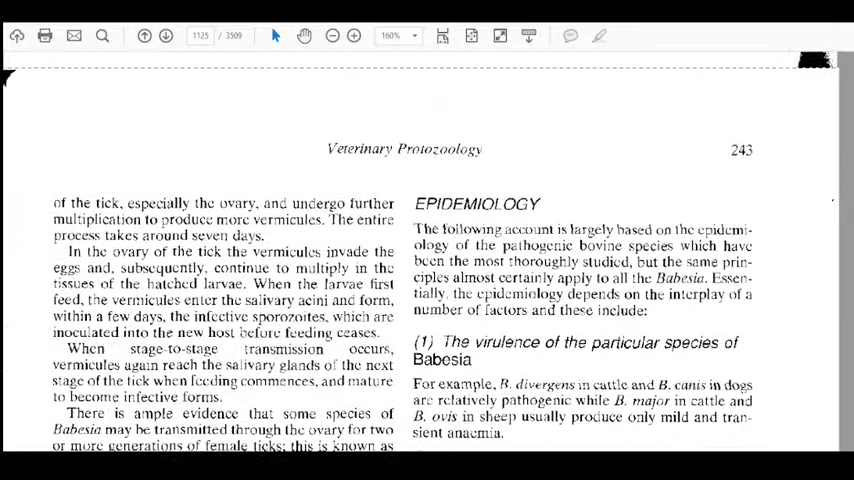 1125 / 3509
160%
Veterinary Protozoology
243
of the tick, especially the ovary, and undergo further
multiplication to produce more vermicules. The entire
process takes around seven days.
In the ovary of the tick the vermicules invade the
eggs and, subsequently, continue to multiply in the
tissues of the hatched larvae. When the larvae first
feed, the vermicules enter the salivary acini and form,
within a few days, the infective sporozoites, which are
inoculated into the new host before feeding ceases.
When stage-to-stage transmission occurs,
vermicules again reach the salivary glands of the next
stage of the tick when feeding commences, and mature
to become infective forms.
There is ample evidence that some species of
Babesia may be transmitted through the ovary for two
or more generations of female ticks; this is known as
EPIDEMIOLOGY
The following account is largely based on the epidemi-
ology of the pathogenic bovine species which have
been the most thoroughly studied, but the same prin-
ciples almost certainly apply to all the Babesia. Essen-
tially, the epidemiology depends on the interplay of a
number of factors and these include:
(1) The virulence of the particular species of
Babesia
For example, B. divergens in cattle and B. canis in dogs
are relatively pathogenic while B. major in cattle and
B. ovis in sheep usually produce only mild and tran-
sient anaemia.